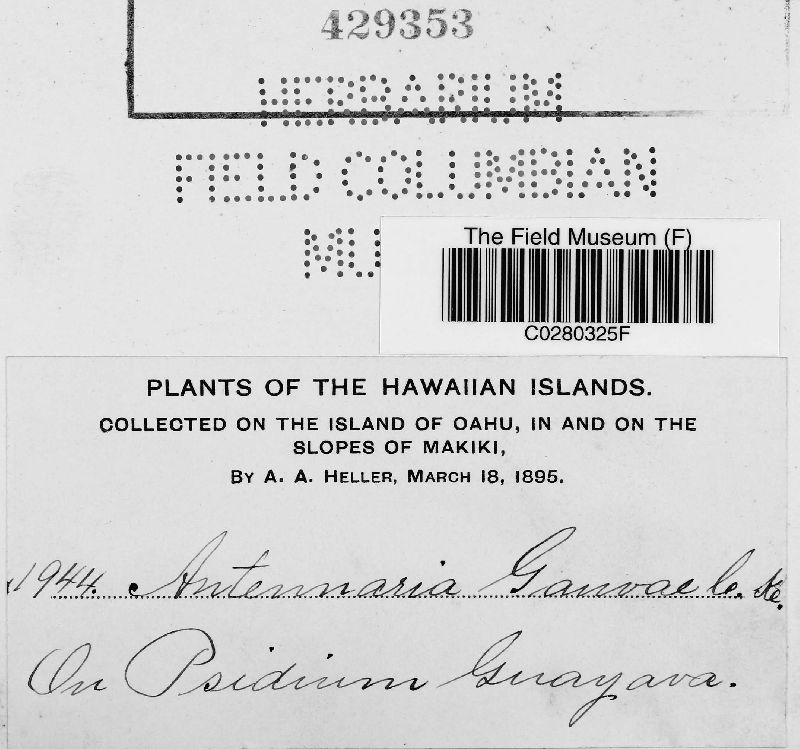 429353
HERBARIUM
FIELD COLUMBIAN
MU
The Field Museum (F)
C0280325F
PLANTS OF THE HAWAIIAN ISLANDS.
COLLECTED ON THE ISLAND OF OAHU, IN AND ON THE
SLOPES OF MAKIKI,
BY A. A. HELLER, MARCH 18, 1895.
1944. Antennaria
On Psidium Guayava.